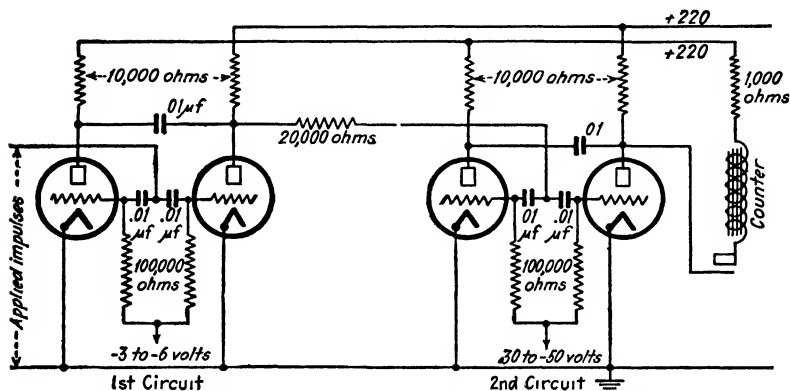 +220
+220
10,000 ohms
10,000 ohms
1,000
ohms
01 μf
20,000 ohms
01
Applied impulses
.01
μf
.01
μf
01
μf
.01
μf
Counter
100,000
ohms
100,000
ohms
-3 to -6 volts
30 to -50 volts
1st Circuit
2nd Circuit